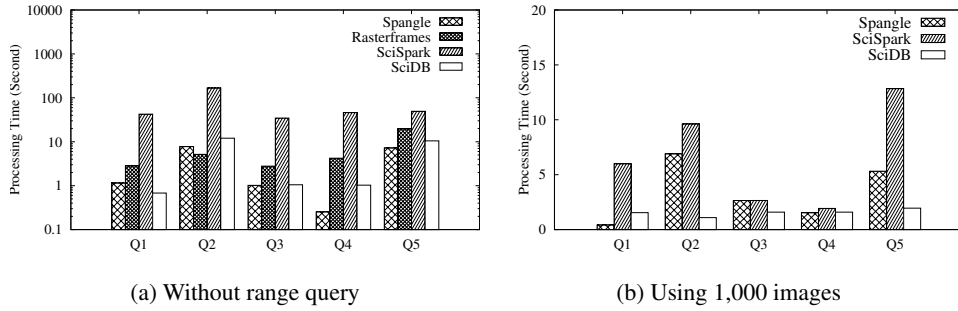 10000
1000
100
10
1
0.1
Processing Time (Second)
Spangle
Rasterframes
SciSpark
SciDB
Q1 Q2 Q3 Q4 Q5
(a) Without range query
20
15
10
5
0
Processing Time (Second)
Spangle
SciSpark
SciDB
Q1 Q2 Q3 Q4 Q5
(b) Using 1,000 images